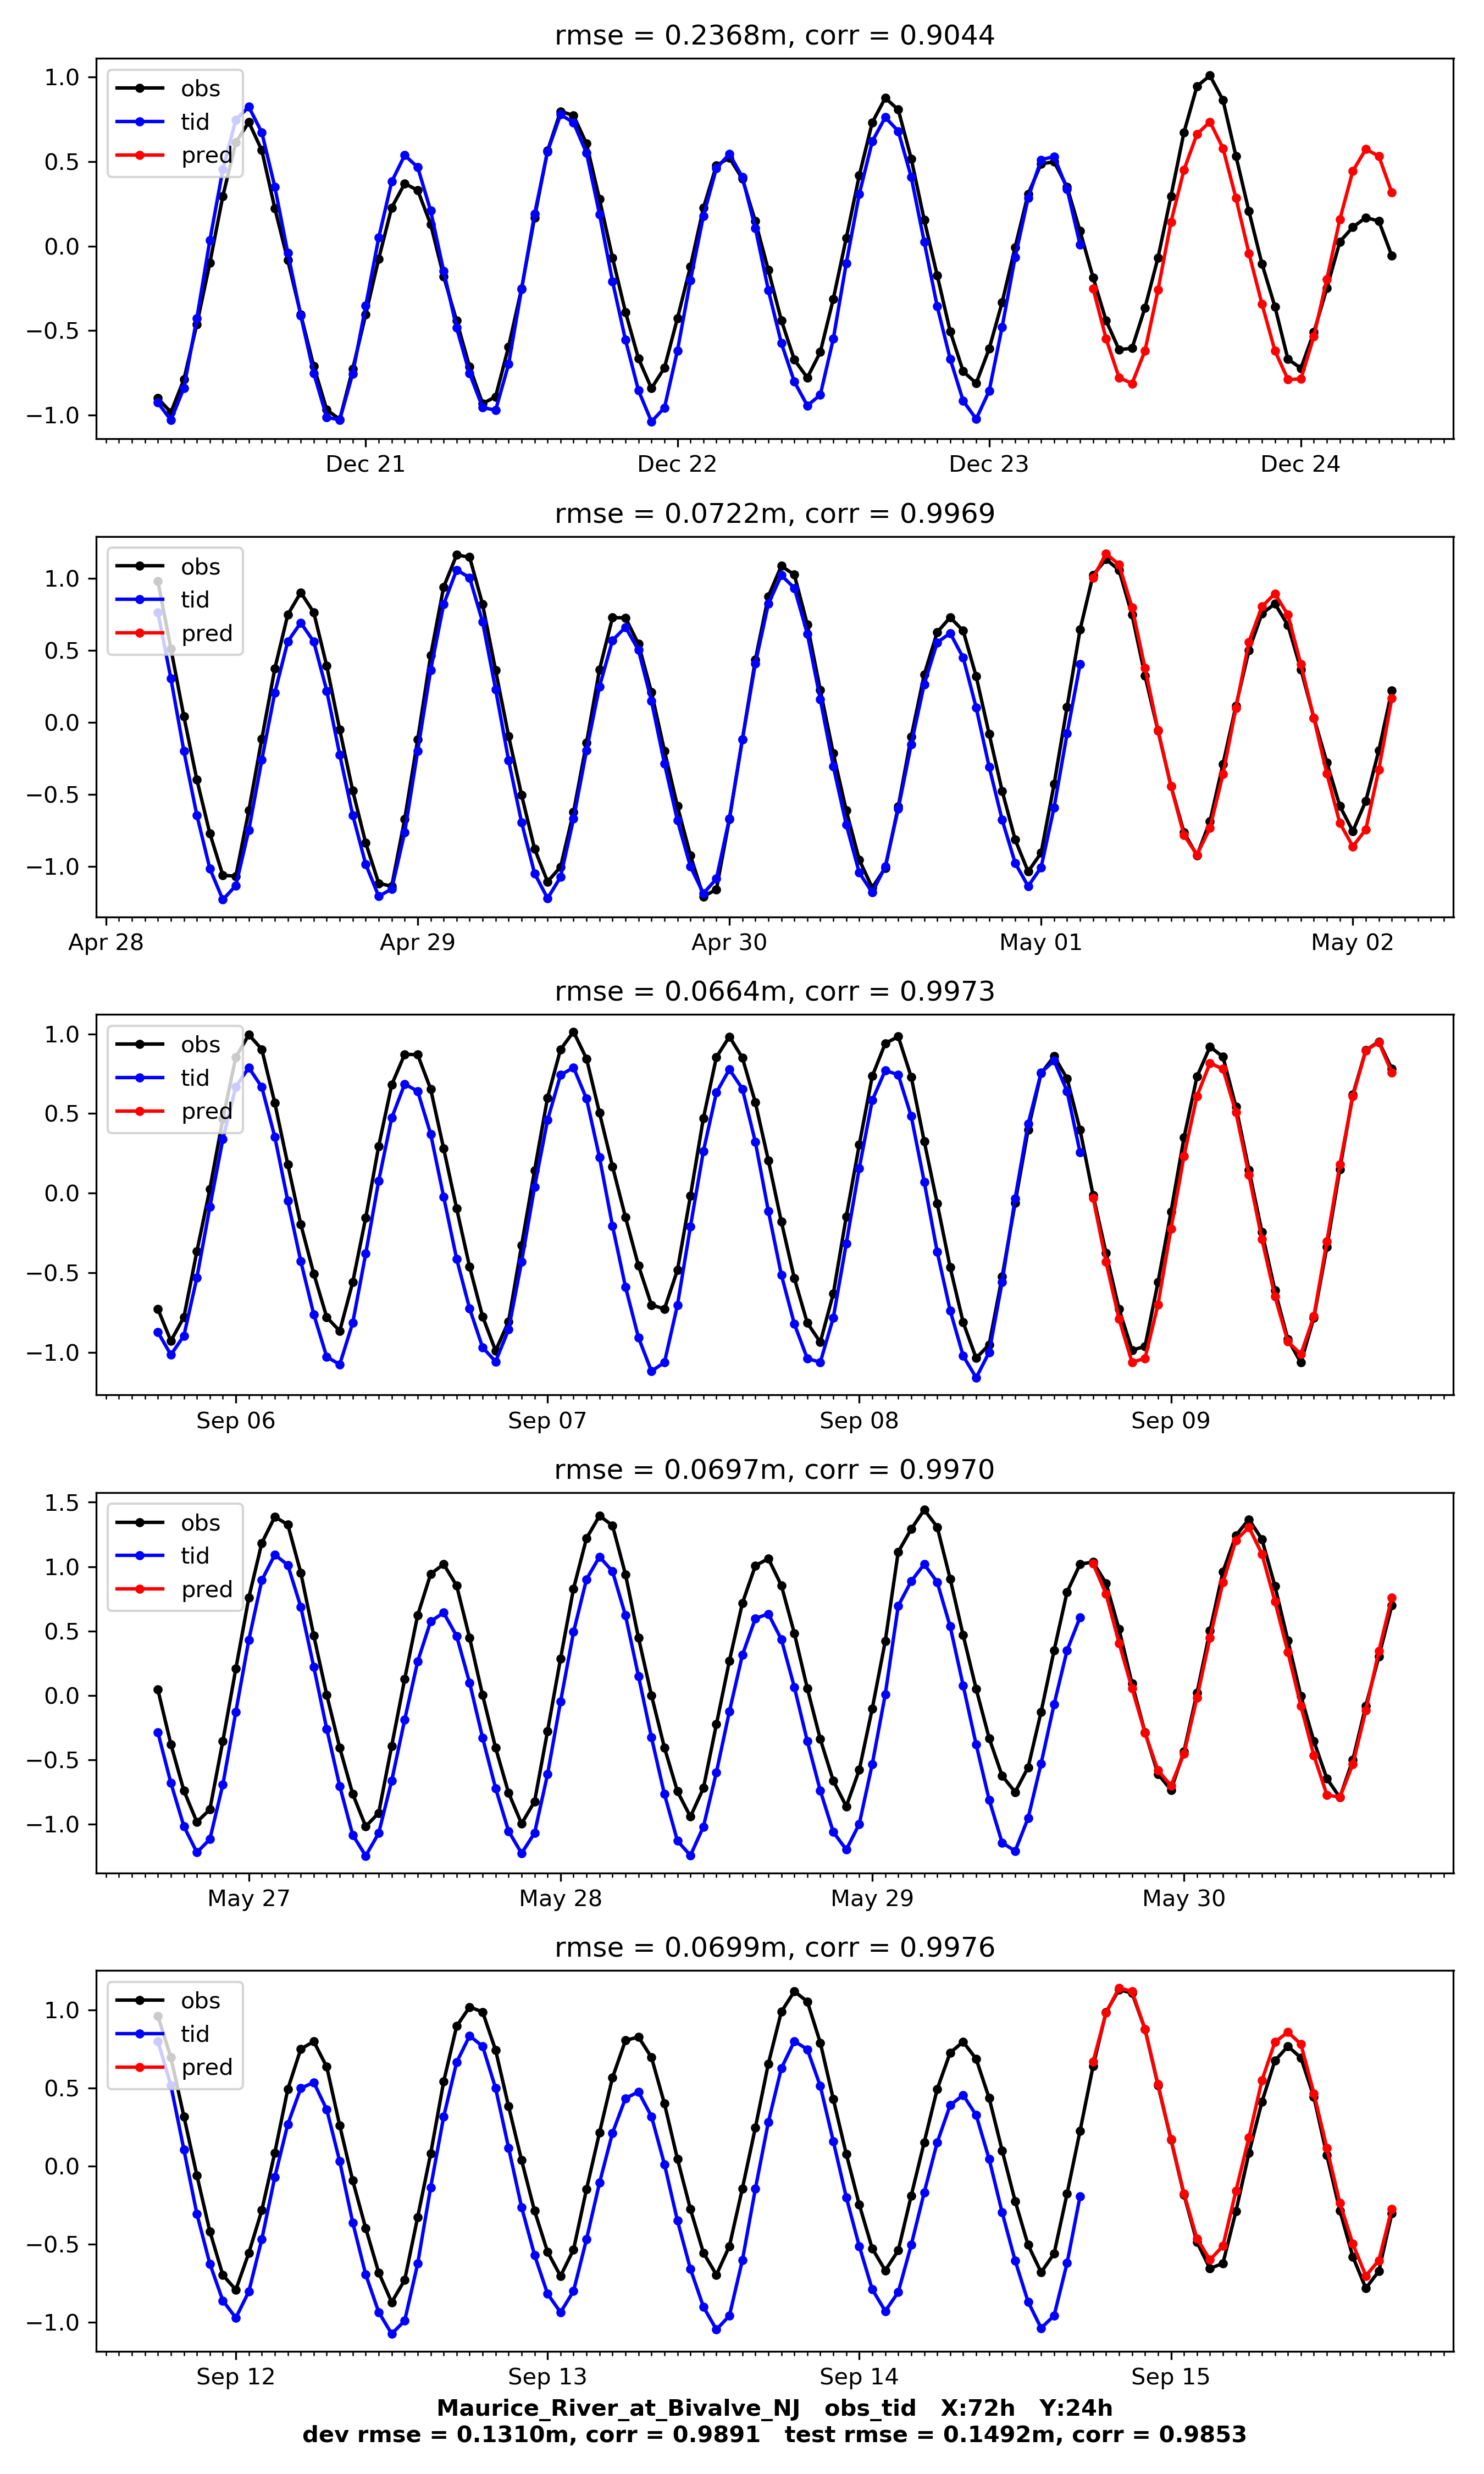 rmse = 0.2368m, corr = 0.9044
1.0
0.5
0.0
−0.5
−1.0
obs
tid
pred
Dec 21 Dec 22 Dec 23 Dec 24
rmse = 0.0722m, corr = 0.9969
1.0
0.5
0.0
−0.5
−1.0
obs
tid
pred
Apr 28 Apr 29 Apr 30 May 01 May 02
rmse = 0.0664m, corr = 0.9973
1.0
0.5
0.0
−0.5
−1.0
obs
tid
pred
Sep 06 Sep 07 Sep 08 Sep 09
rmse = 0.0697m, corr = 0.9970
1.5
1.0
0.5
0.0
−0.5
−1.0
obs
tid
pred
May 27 May 28 May 29 May 30
rmse = 0.0699m, corr = 0.9976
1.0
0.5
0.0
−0.5
−1.0
obs
tid
pred
Sep 12 Sep 13 Sep 14 Sep 15
Maurice_River_at_Bivalve_NJ obs_tid X:72h Y:24h
dev rmse = 0.1310m, corr = 0.9891 test rmse = 0.1492m, corr = 0.9853